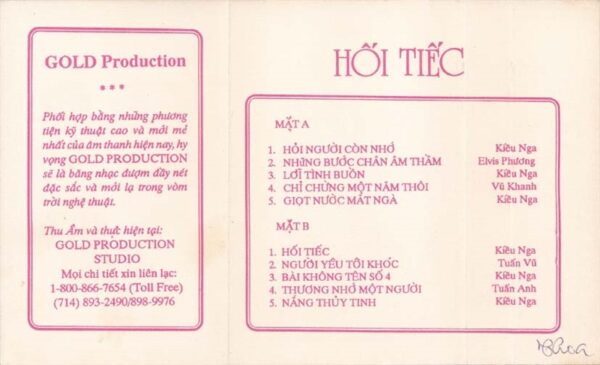 GOLD Production
* * *
Phối hợp bằng những phương
tiện kỹ thuật cao và mới mẻ
nhất của âm thanh hiện nay, hy
vọng GOLD PRODUCTION
sẽ là băng nhạc đượm đầy nét
đặc sắc và mới lạ trong vòm
trời nghệ thuật.
Thu Âm và thực hiện tại:
GOLD PRODUCTION
STUDIO
Mọi chi tiết xin liên lạc:
1-800-866-7654 (Toll Free)
(714) 893-2490/898-9976
HỐI TIẾC
MẶT A
1. HỎI NGƯỜI CÒN NHỚ Kiều Nga
2. NHỮNG BƯỚC CHÂN ÂM THẦM Elvis Phương
3. LỜI TÌNH BUỒN Kiều Nga
4. CHỈ CHỪNG MỘT NĂM THÔI Vũ Khanh
5. GIỌT NƯỚC MẮT NGÀ Kiều Nga
MẶT B
1. HỐI TIẾC Kiều Nga
2. NGƯỜI YÊU TÔI KHÓC Tuấn Vũ
3. BÀI KHÔNG TÊN SỐ 4 Kiều Nga
4. THƯƠNG NHỚ MỘT NGƯỜI Tuấn Anh
5. NẮNG THỦY TINH Kiều Nga